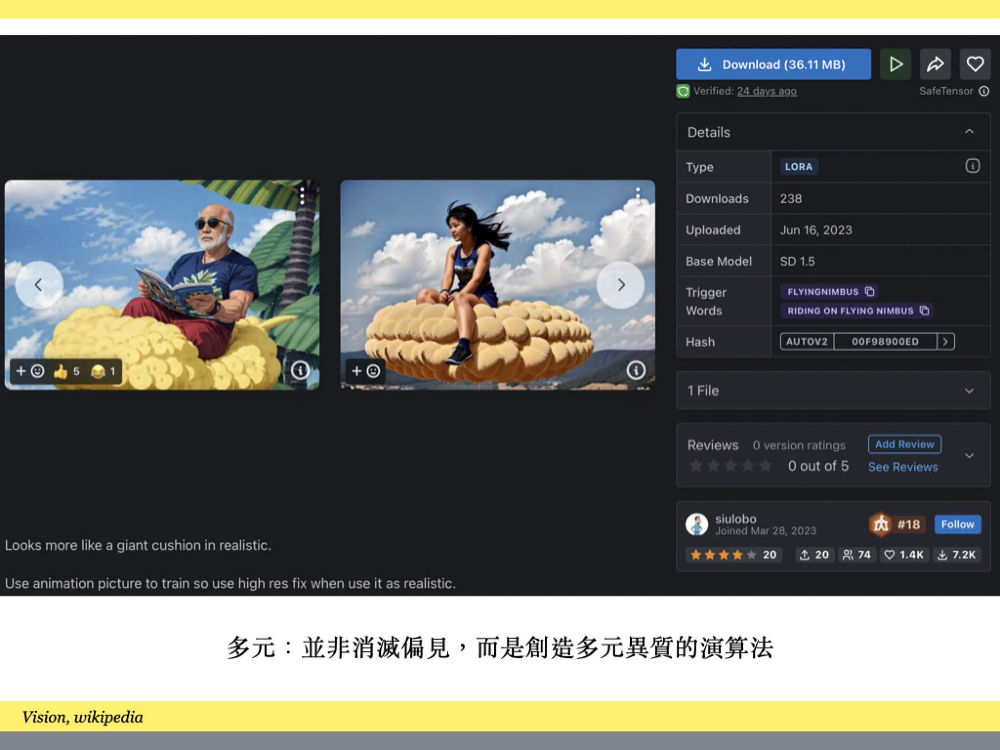 Download (36.11 MB)
Verified: 24 days ago
SafeTensor
Details
Type LORA
Downloads 238
Uploaded Jun 16, 2023
Base Model SD 1.5
Trigger Words FLYINGNIMBUS
RIDING ON FLYING NIMBUS
Hash AUTOV2 00F98900ED
5 1
1 File
Reviews 0 version ratings Add Review
0 out of 5 See Reviews
siulobo
Joined Mar 28, 2023
#18 Follow
20 20 74 1.4K 7.2K
Looks more like a giant cushion in realistic.
Use animation picture to train so use high res fix when use it as realistic.
多元：並非消滅偏見，而是創造多元異質的演算法
Vision, wikipedia